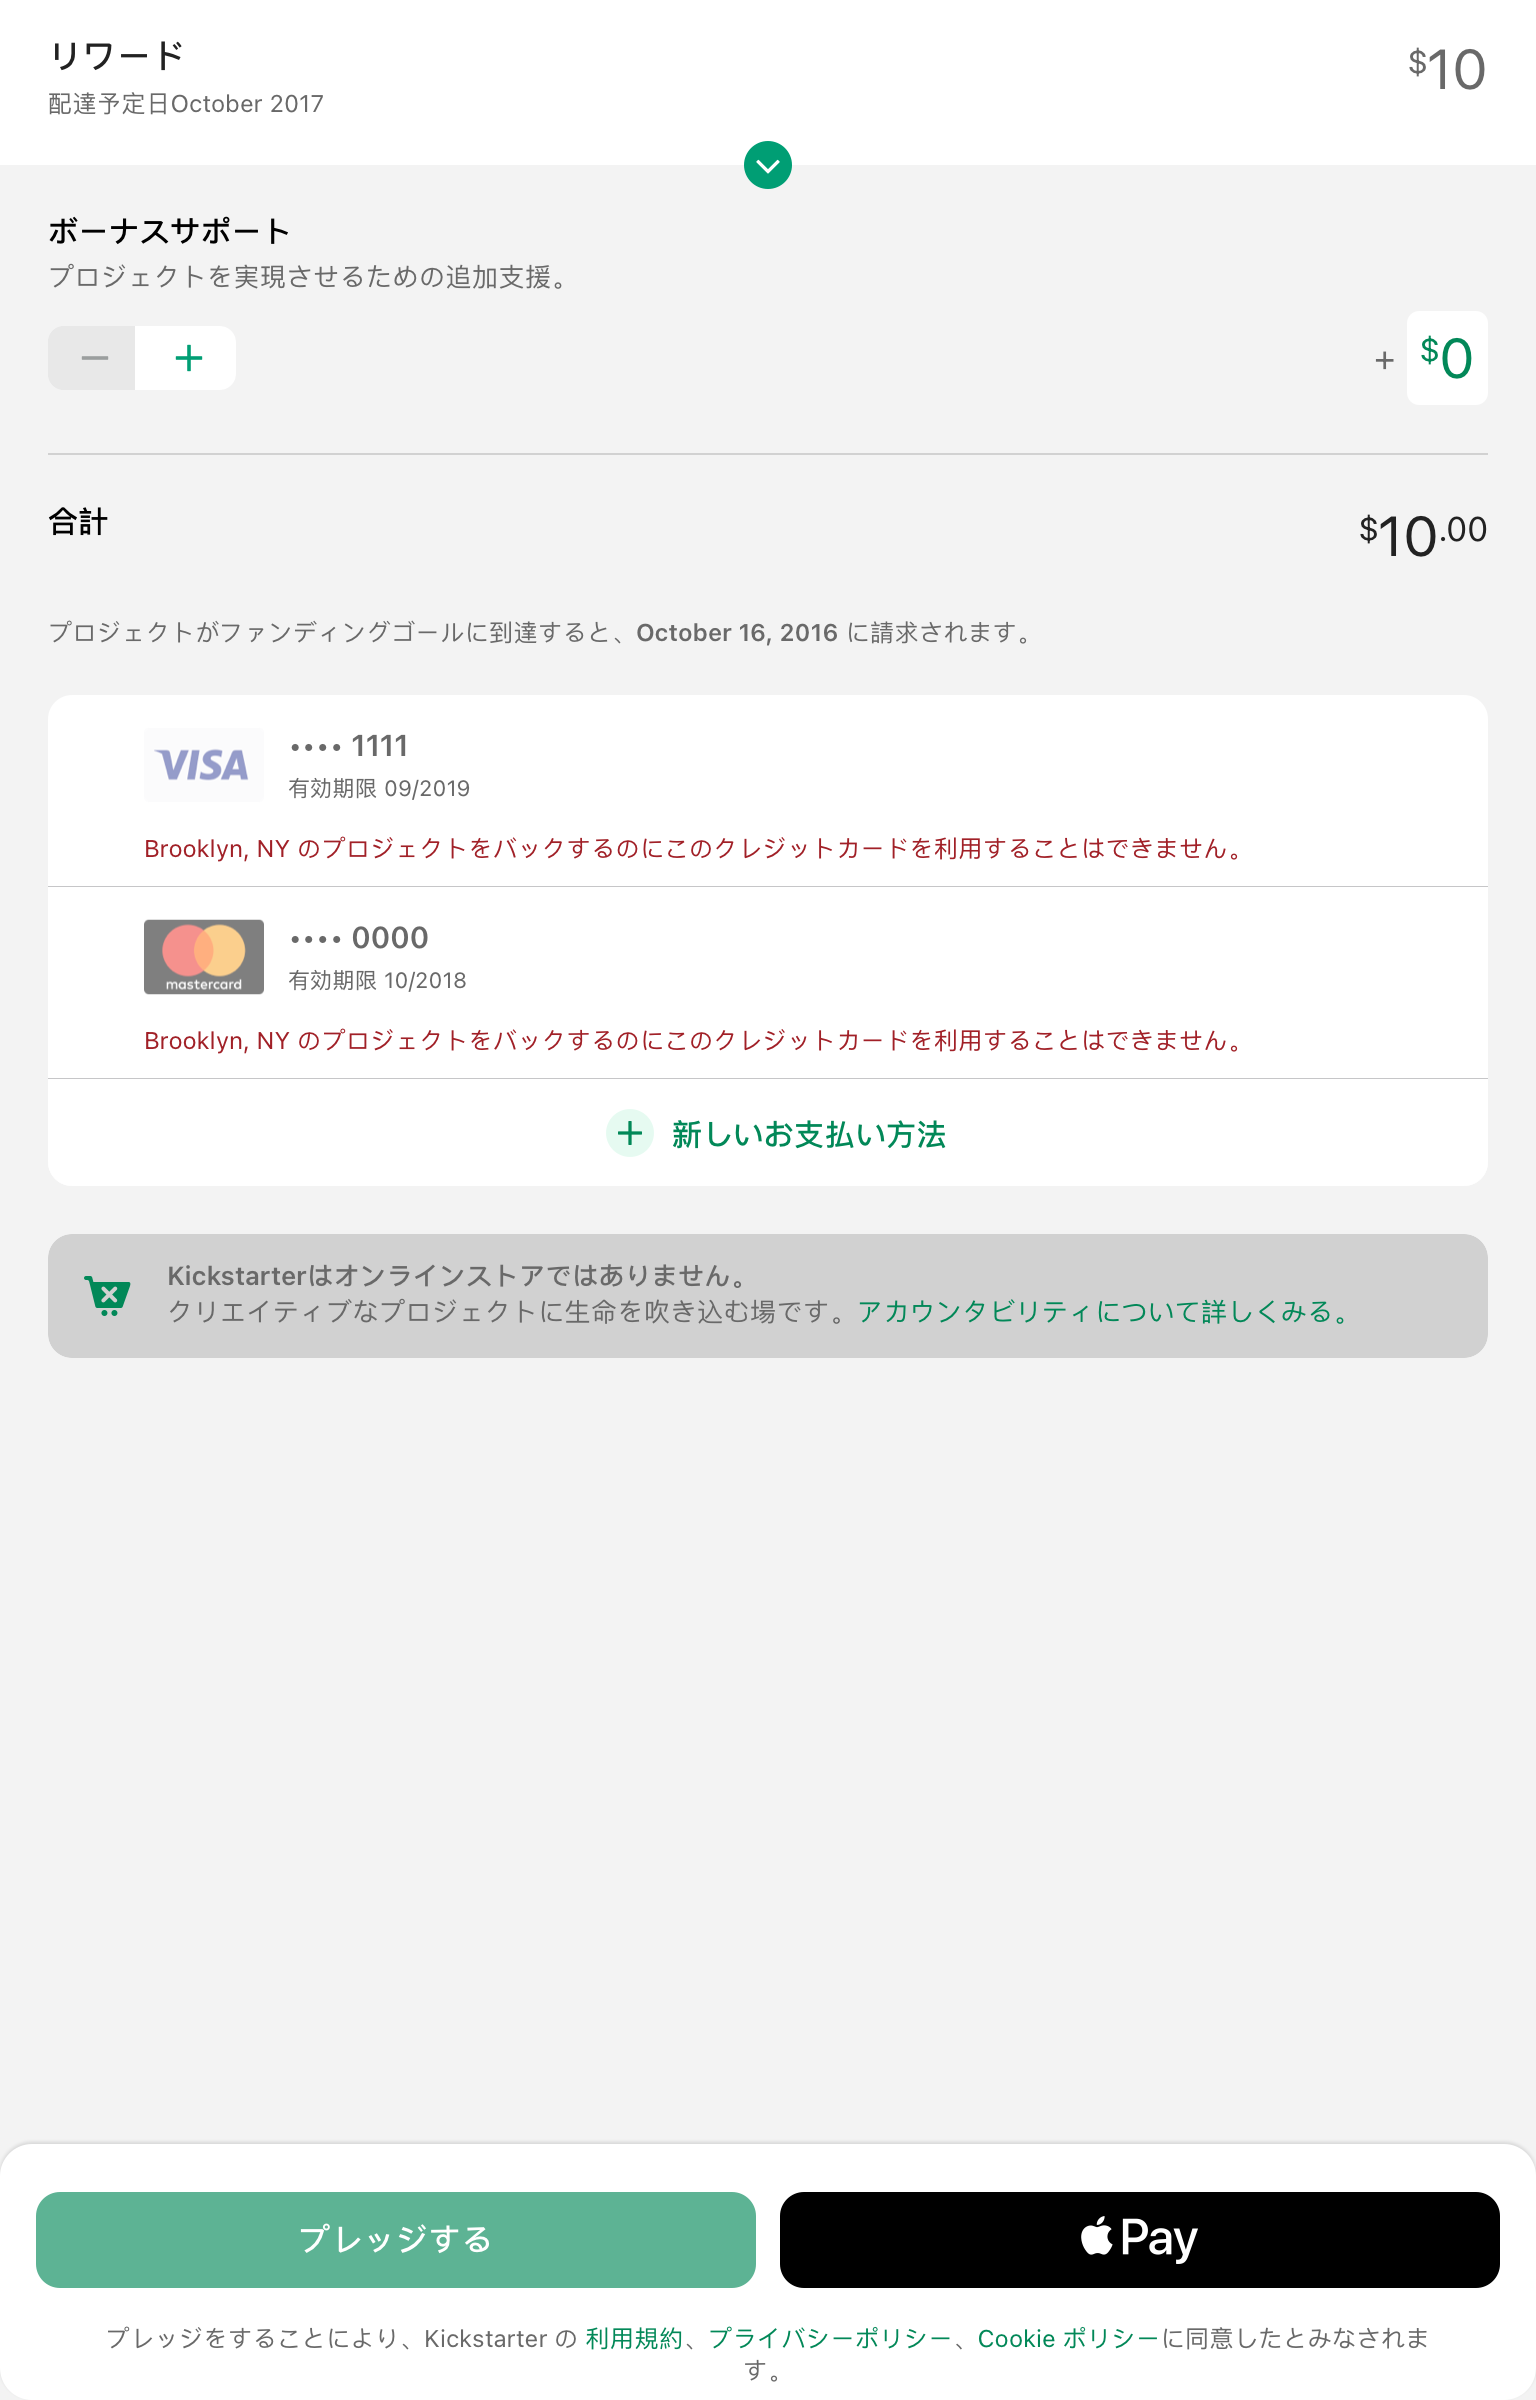 リワード
$10
配達予定日October 2017
ボーナスサポート
プロジェクトを実現させるための追加支援。
+ $0
合計
$10.00
プロジェクトがファンディングゴールに到達すると、October 16, 2016 に請求されます。
VISA
•••• 1111
有効期限 09/2019
Brooklyn, NY のプロジェクトをバックするのにこのクレジットカードを利用することはできません。
mastercard
•••• 0000
有効期限 10/2018
Brooklyn, NY のプロジェクトをバックするのにこのクレジットカードを利用することはできません。
新しいお支払い方法
Kickstarterはオンラインストアではありません。
クリエイティブなプロジェクトに生命を吹き込む場です。アカウンタビリティについて詳しくみる。
プレッジする
Pay
プレッジをすることにより、Kickstarter の 利用規約、プライバシーポリシー、Cookie ポリシーに同意したとみなされま
す。